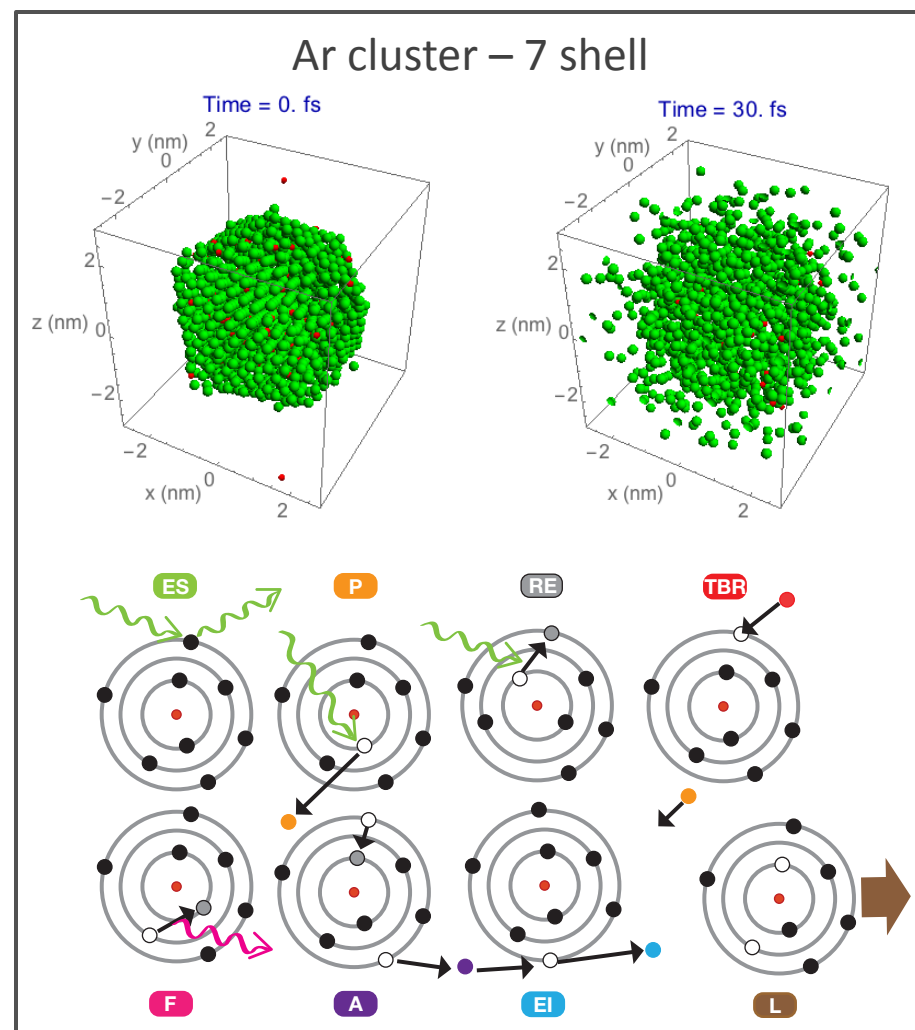 Ar cluster – 7 shell
Time = 0. fs
y (nm)
−2
0
2
2
z (nm)
0
−2
−2
0
2
x (nm)
Time = 30. fs
y (nm)
−2
0
2
2
z (nm)
0
−2
−2
0
2
x (nm)
ES
P
RE
TBR
F
A
EI
L